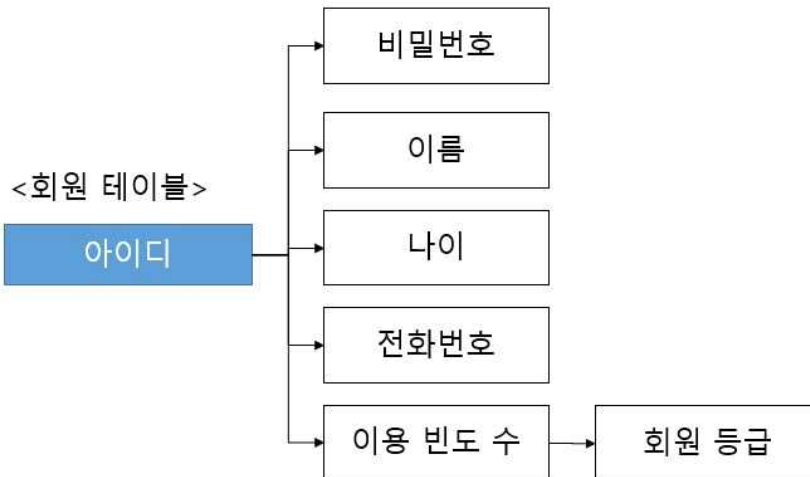 비밀번호
이름
<회원 테이블>
아이디
나이
전화번호
이용 빈도 수
회원 등급